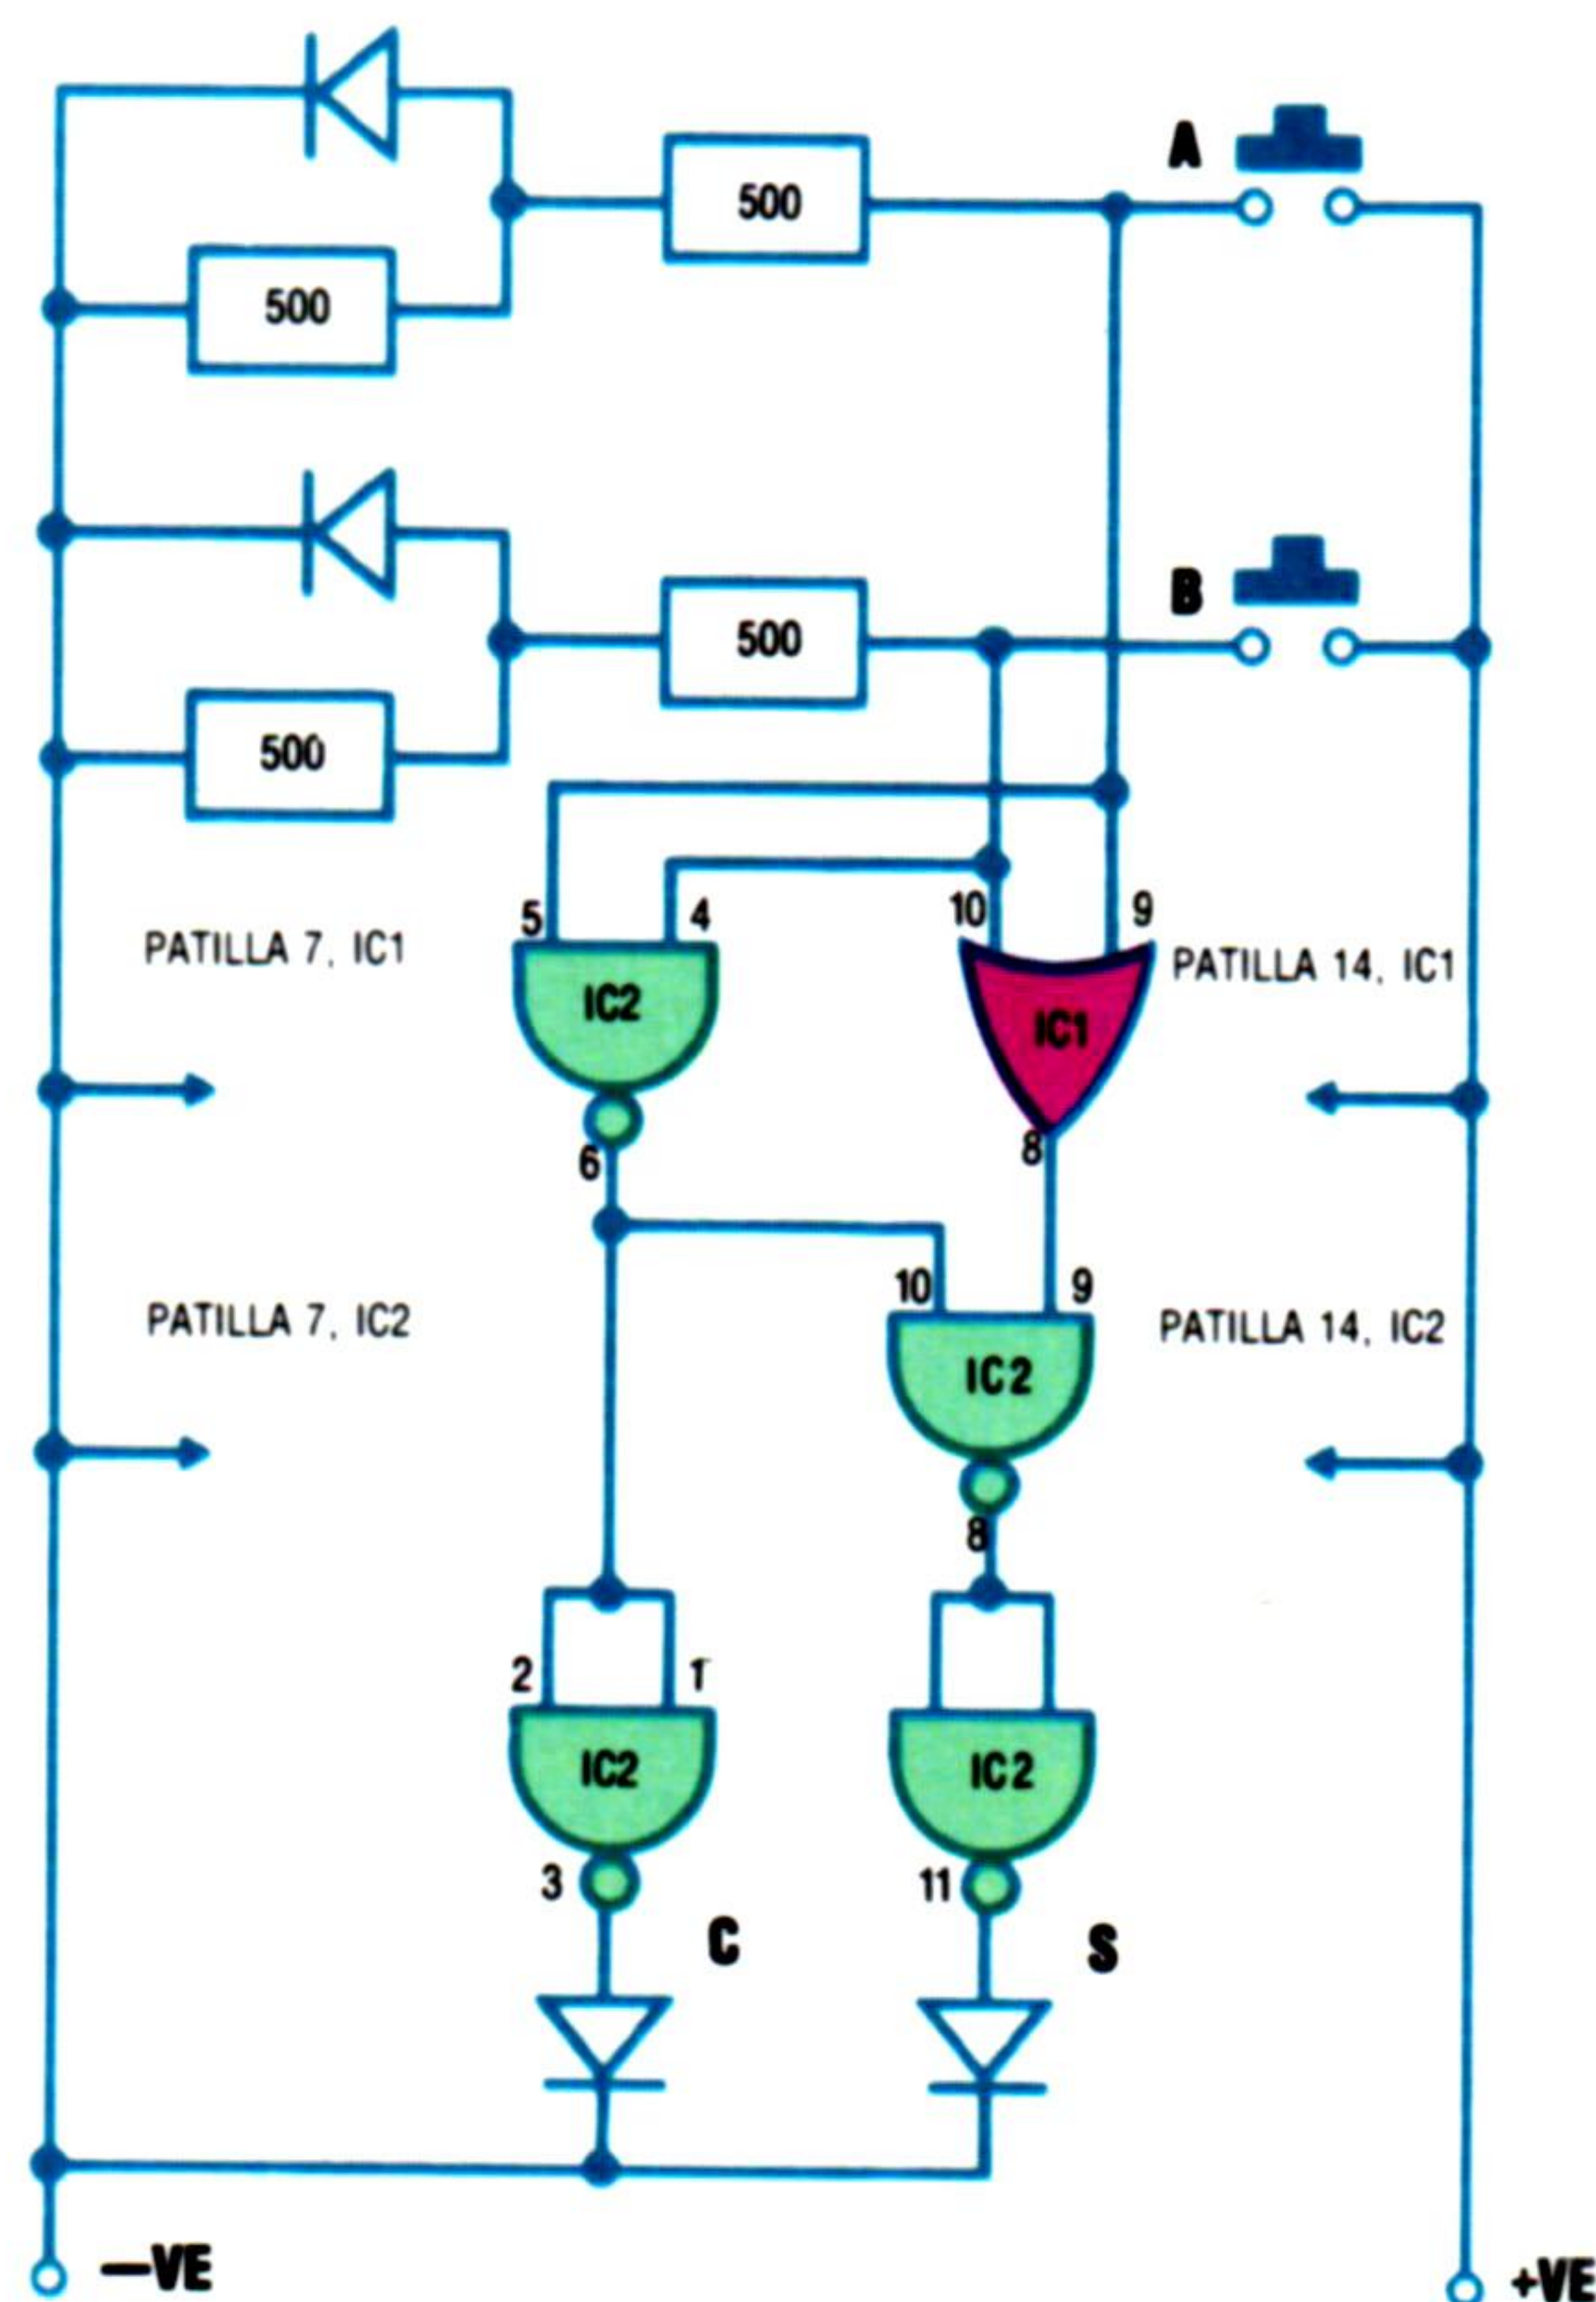 A
500
500
B
500
500
10
9
5
4
PATILLA 7, IC1
PATILLA 14, IC1
IC2
IC1
8
6
10
9
PATILLA 7, IC2
PATILLA 14, IC2
IC2
8
2
1
IC2
IC2
3
11
C
S
—VE
+VE